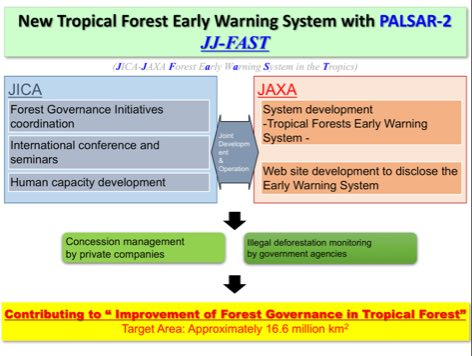 New Tropical Forest Early Warning System with PALSAR-2
JJ-FAST
(JICA-JAXA Forest Early Warning System in the Tropics)
JICA
Forest Governance Initiatives
coordination
International conference and
seminars
Human capacity development
Joint
Developm
ent
&
Operation
JAXA
System development
-Tropical Forests Early Warning
System -
Web site development to disclose the
Early Warning System
Concession management
by private companies
Illegal deforestation monitoring
by government agencies
Contributing to “ Improvement of Forest Governance in Tropical Forest”
Target Area: Approximately 16.6 million km²